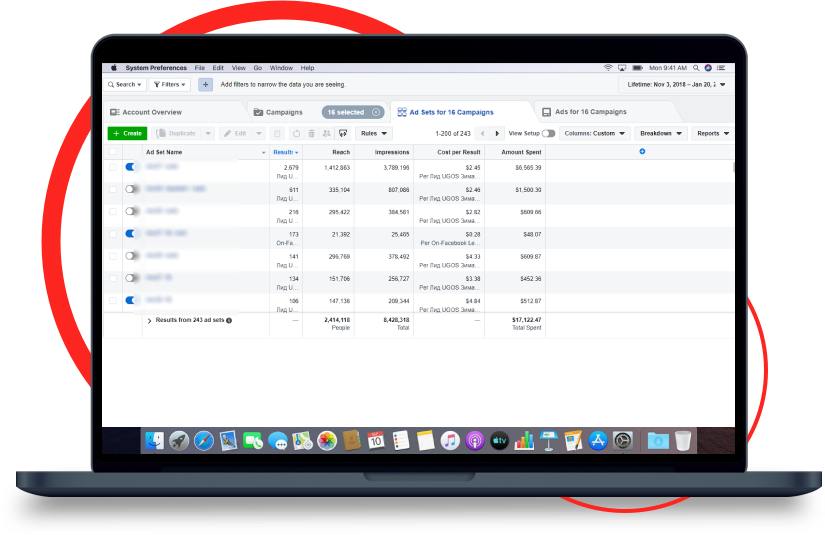 System Preferences File Edit View Go Window Help Mon 9:41 AM
Search Filters + Add filters to narrow the data you are seeing. Lifetime: Nov 3, 2018 – Jan 20, 2
Account Overview Campaigns 16 selected Ad Sets for 16 Campaigns Ads for 16 Campaigns
+ Create Duplicate Edit Rules 1-200 of 243 View Setup Columns: Custom Breakdown Reports
Ad Set Name Results Reach Impressions Cost per Result Amount Spent
2,679 1,412,863 3,789,196 $2.45 $6,565.39
Лид U... Per Лид UGOS Зима...
611 335,104 807,086 $2.46 $1,500.30
Лид U... Per Лид UGOS Зима...
216 295,422 384,561 $2.82 $609.66
Лид U... Per Лид UGOS Зима...
173 21,392 25,465 $0.28 $48.07
On-Fa... Per On-Facebook Le...
141 296,769 378,492 $4.33 $609.87
Лид U... Per Лид UGOS Зима...
134 151,706 256,727 $3.38 $452.36
Лид U... Per Лид UGOS Зима...
106 147,136 209,344 $4.84 $512.87
Лид U... Per Лид UGOS Зима...
Results from 243 ad sets — 2,414,118 8,428,318 — $17,122.47
People Total Total Spent
10 tv